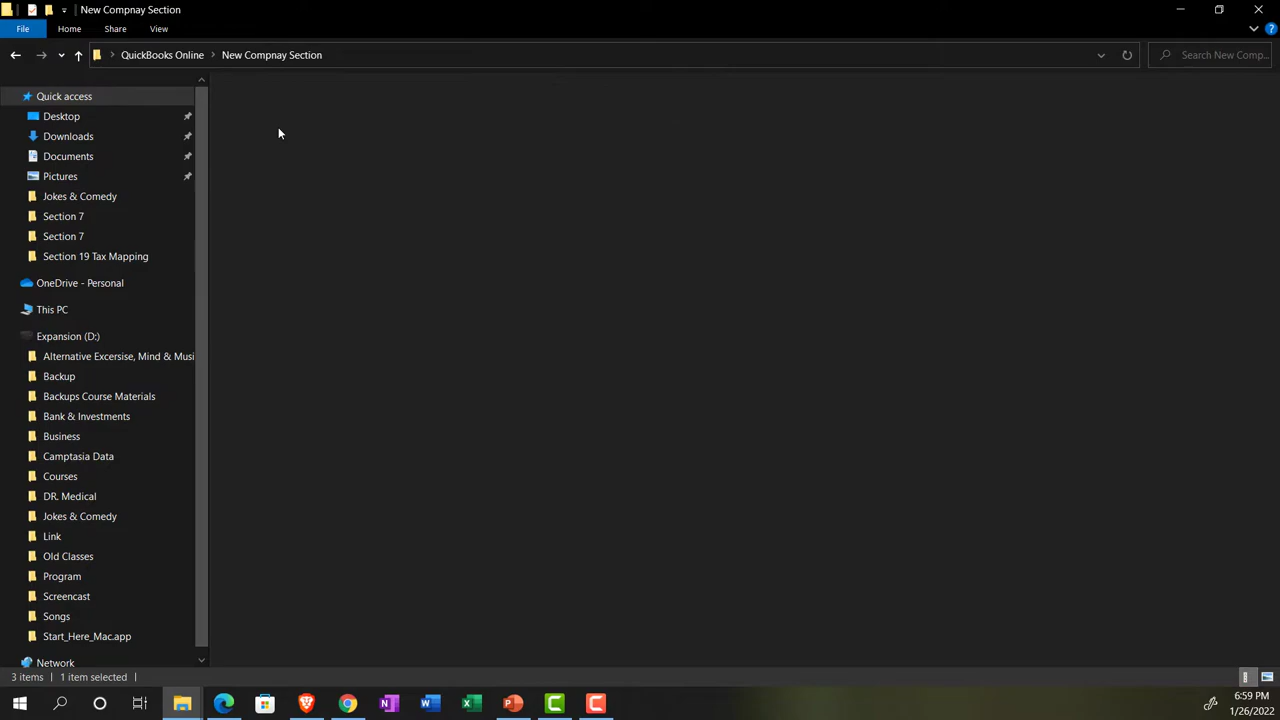 New Compnay Section
File
Home
Share
View
QuickBooks Online
New Compnay Section
Search New Comp...
Quick access
Desktop
Downloads
Documents
Pictures
Jokes & Comedy
Section 7
Section 7
Section 19 Tax Mapping
OneDrive - Personal
This PC
Expansion (D:)
Alternative Excersise, Mind & Musi
Backup
Backups Course Materials
Bank & Investments
Business
Camptasia Data
Courses
DR. Medical
Jokes & Comedy
Link
Old Classes
Program
Screencast
Songs
Start_Here_Mac.app
Network
3 items
1 item selected
6:59 PM
1/26/2022